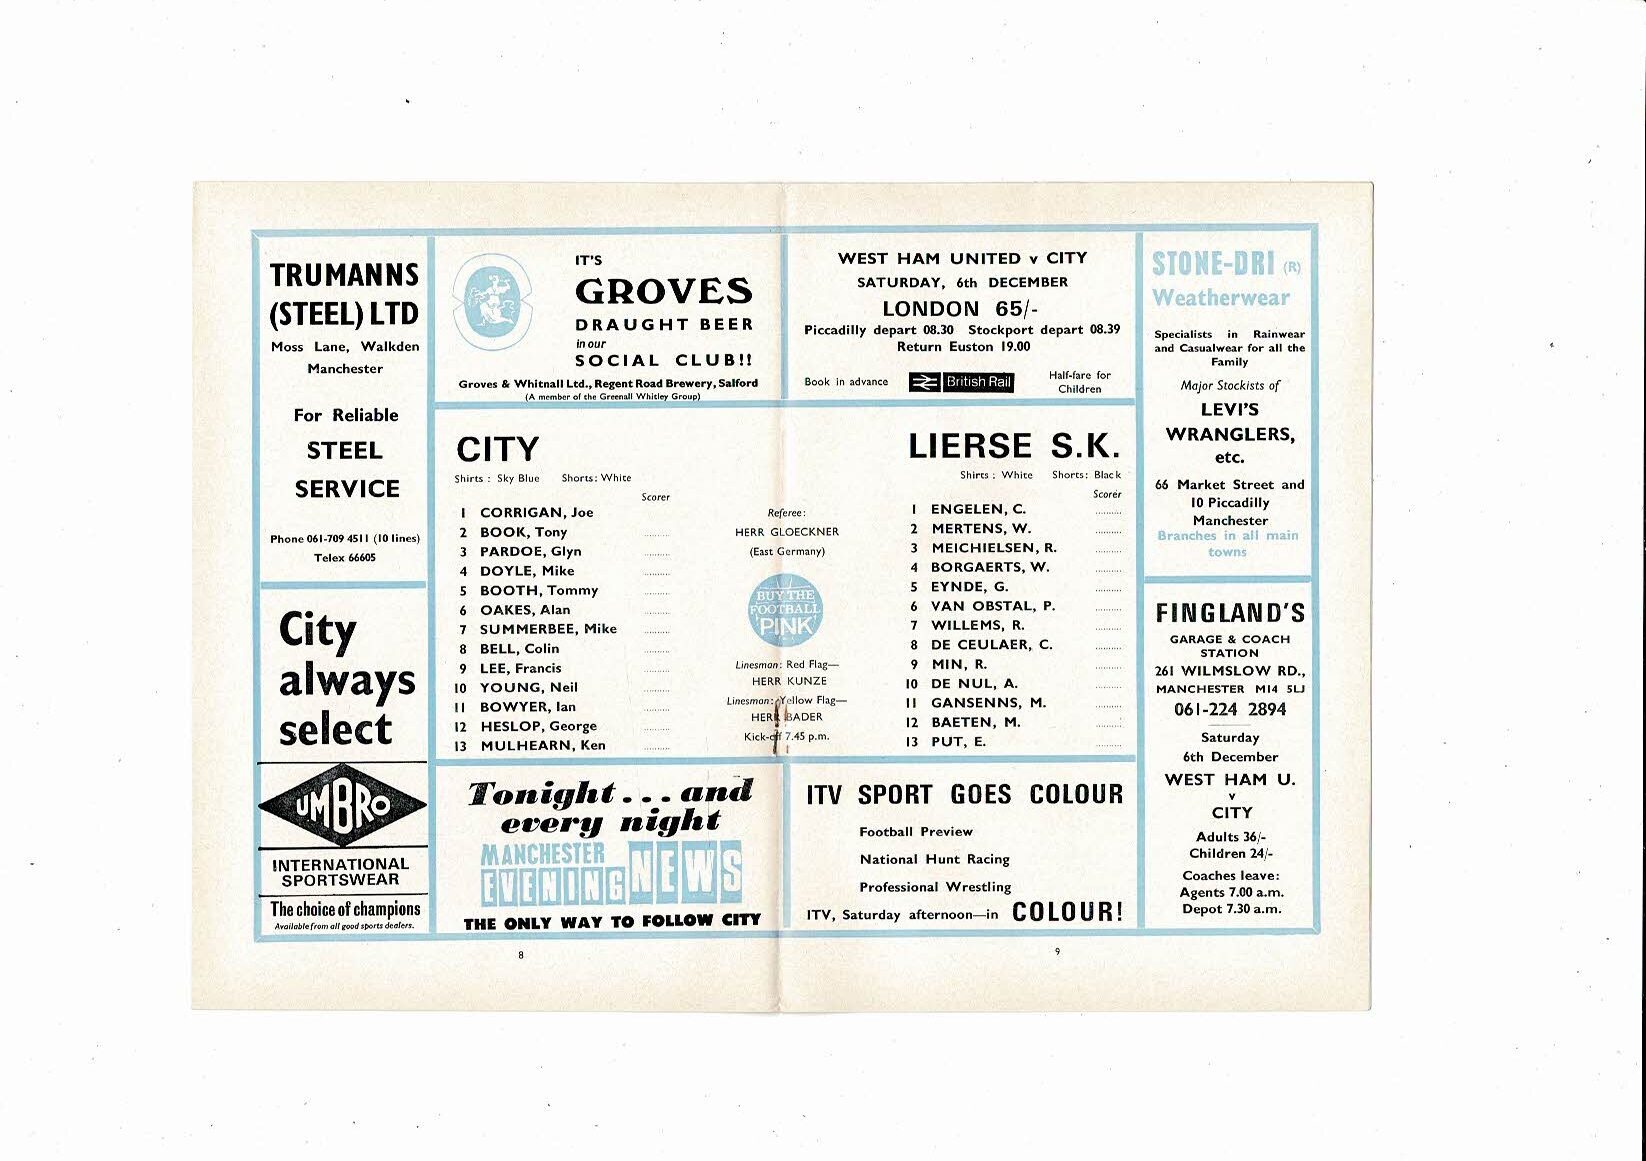 TRUMANNS
(STEEL) LTD
Moss Lane, Walkden
Manchester
For Reliable
STEEL
SERVICE
Phone 061-709 4511 (10 lines)
Telex 66605
City
always
select
UMBRO
INTERNATIONAL
SPORTSWEAR
The choice of champions
Available from all good sports dealers.
IT'S
GROVES
DRAUGHT BEER
in our
SOCIAL CLUB!!
Groves & Whitnall Ltd., Regent Road Brewery, Salford
(A member of the Greenall Whitley Group)
WEST HAM UNITED v CITY
SATURDAY, 6th DECEMBER
LONDON 65/-
Piccadilly depart 08.30 Stockport depart 08.39
Return Euston 19.00
Book in advance
British Rail
Half-fare for
Children
CITY
Shirts : Sky Blue Shorts: White
Scorer
1 CORRIGAN, Joe
2 BOOK, Tony ..........
3 PARDOE, Glyn ..........
4 DOYLE, Mike ..........
5 BOOTH, Tommy ..........
6 OAKES, Alan ..........
7 SUMMERBEE, Mike ..........
8 BELL, Colin ..........
9 LEE, Francis ..........
10 YOUNG, Neil ..........
11 BOWYER, Ian ..........
12 HESLOP, George ..........
13 MULHEARN, Ken ..........
Referee:
HERR GLOECKNER
(East Germany)
BUY THE
FOOTBALL
'PINK'
Linesman: Red Flag—
HERR KUNZE
Linesman: Yellow Flag—
HERR BADER
Kick-off 7.45 p.m.
LIERSE S.K.
Shirts : White Shorts: Black
Scorer
1 ENGELEN, C. ..........
2 MERTENS, W. ..........
3 MEICHIELSEN, R. ..........
4 BORGAERTS, W. ..........
5 EYNDE, G. ..........
6 VAN OBSTAL, P. ..........
7 WILLEMS, R. ..........
8 DE CEULAER, C. ..........
9 MIN, R. ..........
10 DE NUL, A. ..........
11 GANSENNS, M. ..........
12 BAETEN, M. ..........
13 PUT, E. ..........
Tonight... and
every night
MANCHESTER
EVENING NEWS
THE ONLY WAY TO FOLLOW CITY
ITV SPORT GOES COLOUR
Football Preview
National Hunt Racing
Professional Wrestling
ITV, Saturday afternoon—in COLOUR!
STONE-DRI (R)
Weatherwear
Specialists in Rainwear
and Casualwear for all the
Family
Major Stockists of
LEVI'S
WRANGLERS,
etc.
66 Market Street and
10 Piccadilly
Manchester
Branches in all main
towns
FINGLAND'S
GARAGE & COACH
STATION
261 WILMSLOW RD.,
MANCHESTER M14 5LJ
061-224 2894
Saturday
6th December
WEST HAM U.
v
CITY
Adults 36/-
Children 24/-
Coaches leave:
Agents 7.00 a.m.
Depot 7.30 a.m.
8
9